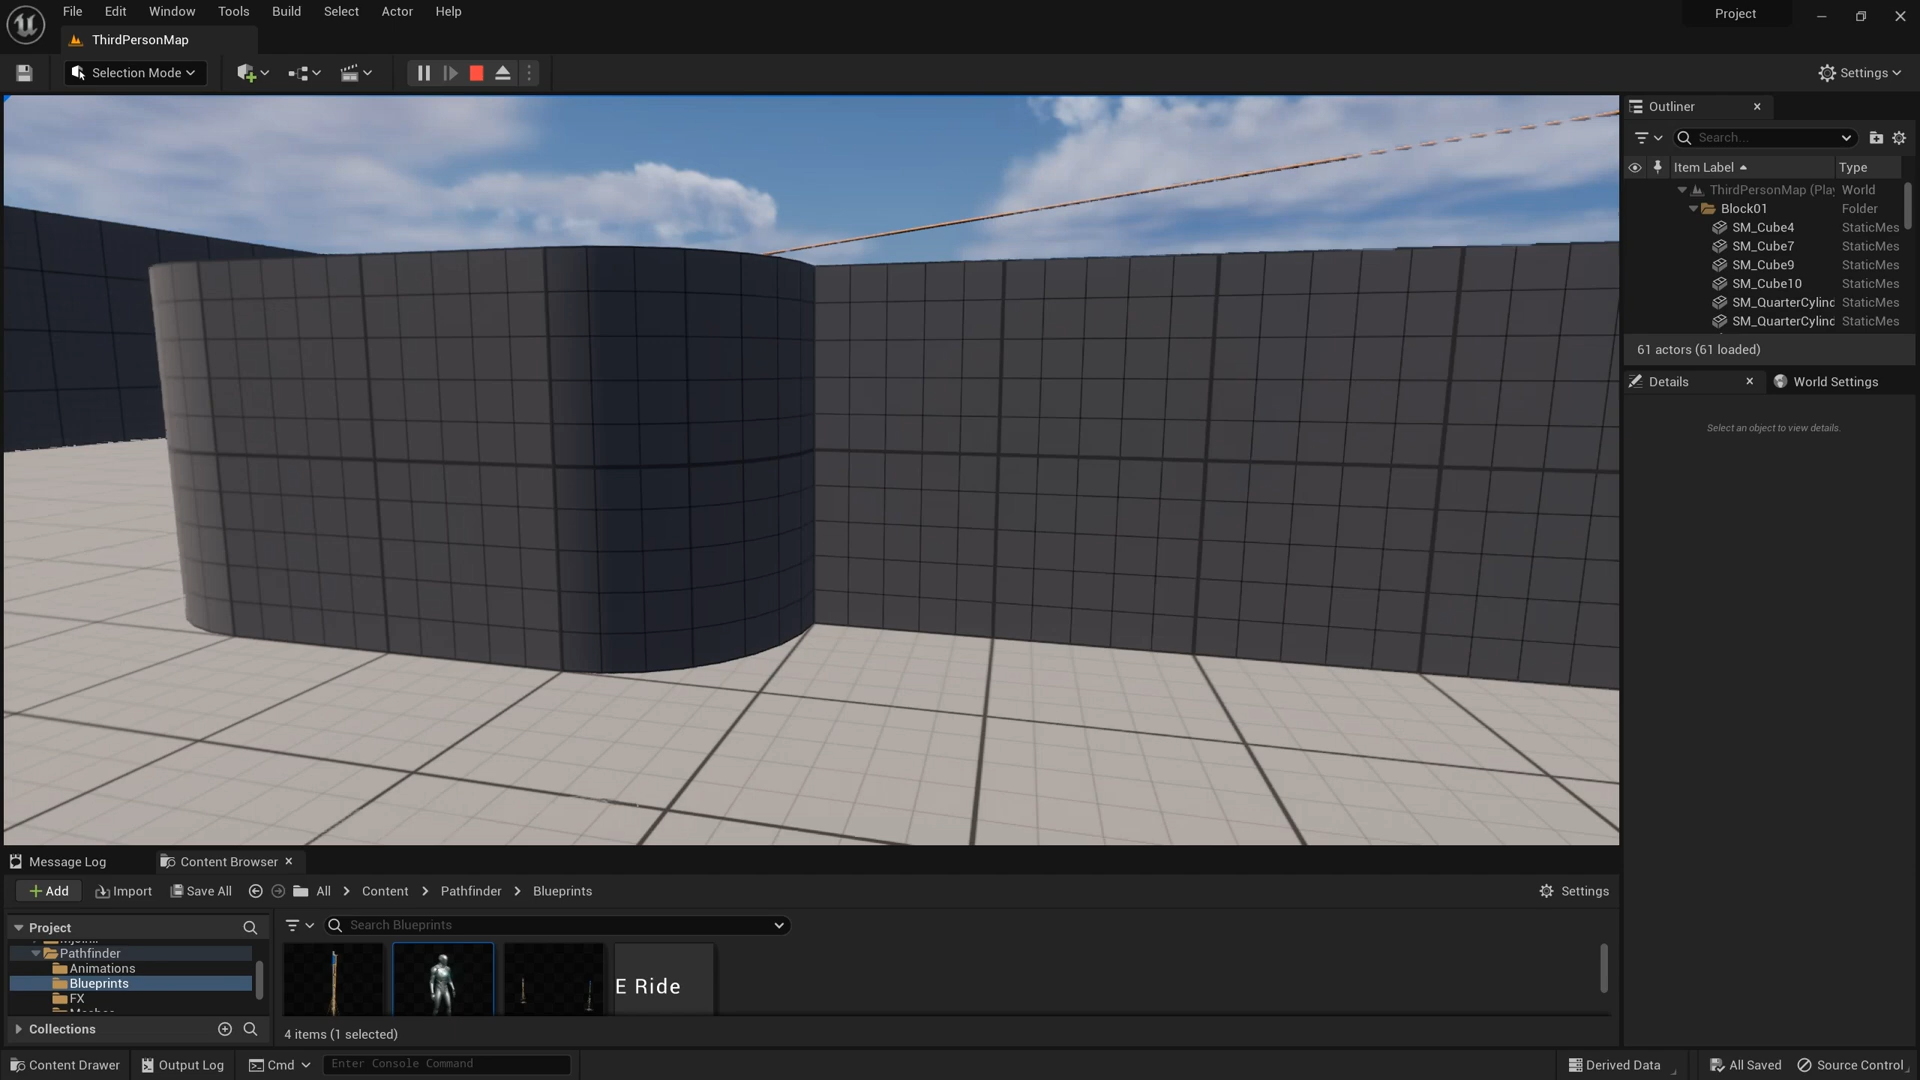 File Edit Window Tools Build Select Actor Help
Project
ThirdPersonMap
Selection Mode
Settings
Outliner
Search...
Item Label Type
ThirdPersonMap (Play World
Block01 Folder
SM_Cube4 StaticMes
SM_Cube7 StaticMes
SM_Cube9 StaticMes
SM_Cube10 StaticMes
SM_QuarterCylinc StaticMes
SM_QuarterCylinc StaticMes
61 actors (61 loaded)
Details World Settings
Select an object to view details.
Message Log Content Browser
Add Import Save All All Content Pathfinder Blueprints Settings
Project
Search Blueprints
Pathfinder
Animations
Blueprints
FX
E Ride
Collections
4 items (1 selected)
Content Drawer Output Log Cmd Enter Console Command Derived Data All Saved Source Control